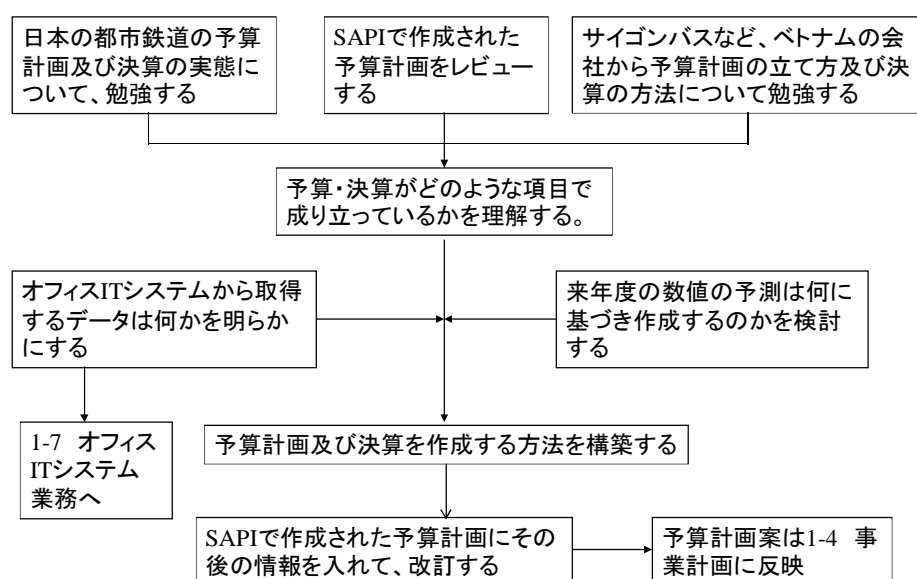 日本の都市鉄道の予算
計画及び決算の実態に
ついて、勉強する
SAPIで作成された
予算計画をレビュー
する
サイゴンバスなど、ベトナムの会
社から予算計画の立て方及び決
算の方法について勉強する
予算・決算がどのような項目で
成り立っているかを理解する。
オフィスITシステムから取得
するデータは何かを明らか
にする
来年度の数値の予測は何に
基づき作成するのかを検討
する
1-7 オフィス
ITシステム
業務へ
予算計画及び決算を作成する方法を構築する
SAPIで作成された予算計画にその
後の情報を入れて、改訂する
予算計画案は1-4 事
業計画に反映